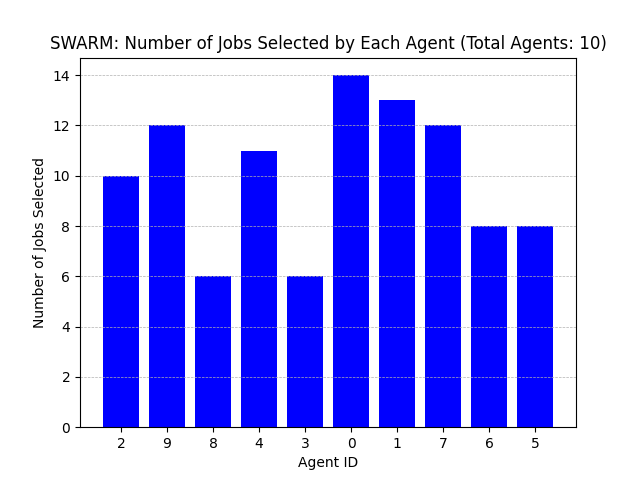 SWARM: Number of Jobs Selected by Each Agent (Total Agents: 10)
Number of Jobs Selected
14
12
10
8
6
4
2
0
2 9 8 4 3 0 1 7 6 5
Agent ID